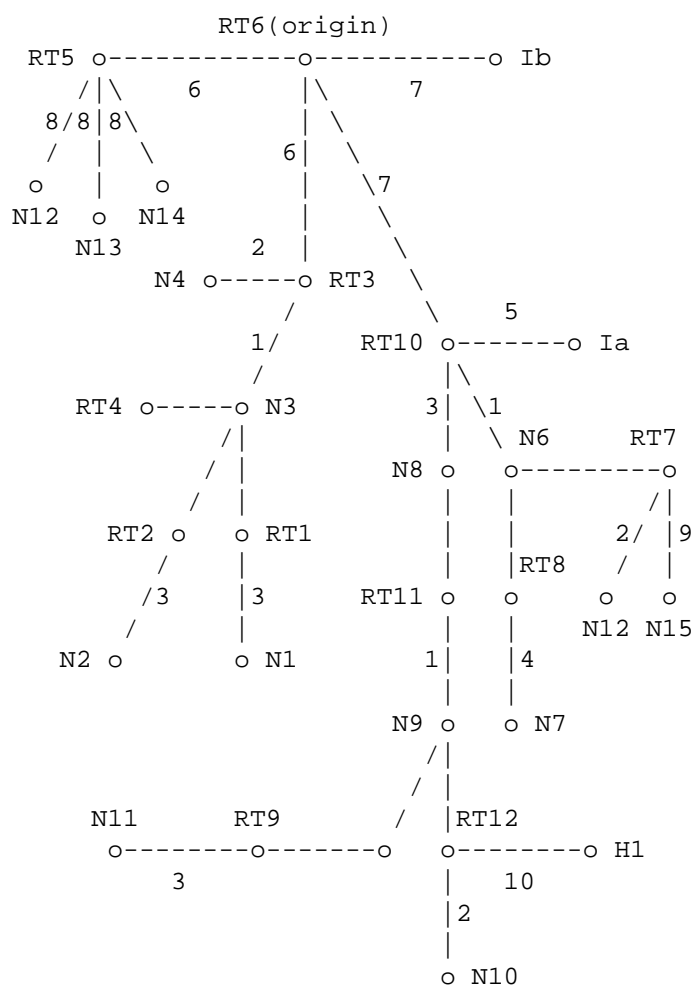 RT6(origin)
RT5 o------------o-----------o Ib
/|\ 6 |\ 7
8/8|8\ | \
/ | \ 6| \
o | o | \7
N12 o N14 | \
N13 2 | \
N4 o-----o RT3 \
/ \ 5
1/ RT10 o-------o Ia
/ |\
RT4 o-----o N3 3| \1
/| | \ N6 RT7
/ | N8 o o---------o
/ | | | /|
RT2 o o RT1 | | 2/ |9
/ | | |RT8 / |
/3 |3 RT11 o o o o
/ | | | N12 N15
N2 o o N1 1| |4
| |
N9 o o N7
/|
/ |
N11 RT9 / |RT12
o--------o-------o o--------o H1
3 | 10
|2
|
o N10